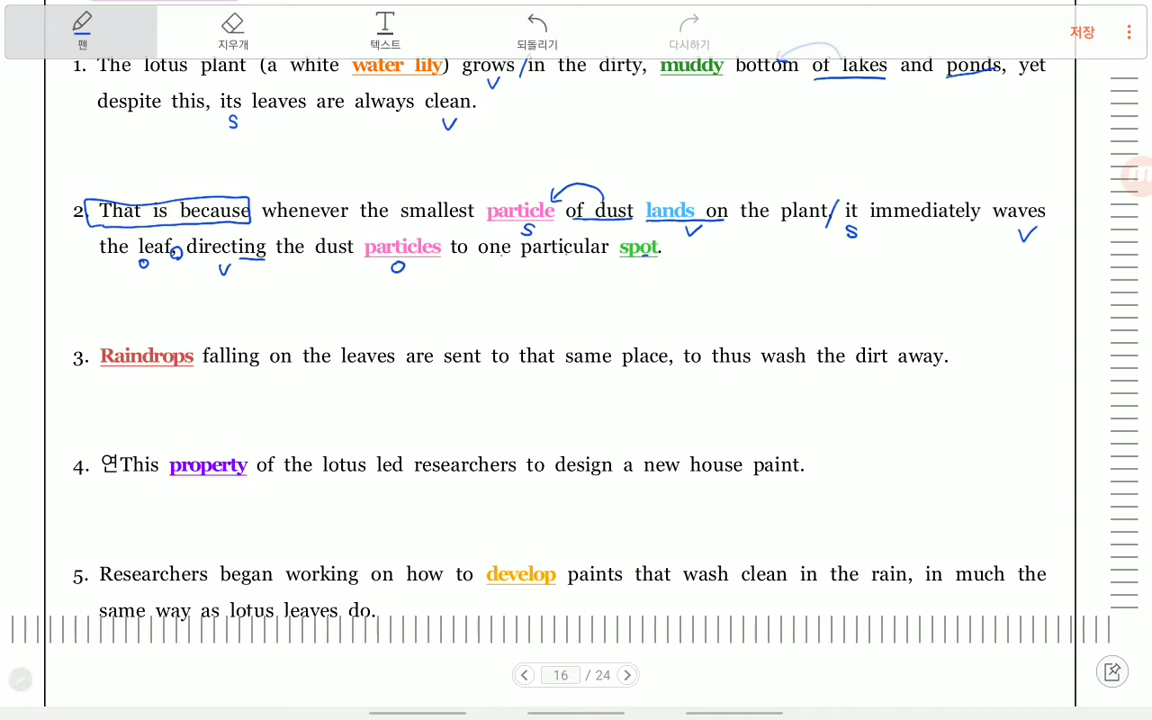 펜
지우개
텍스트
되돌리기
다시하기
저장
1. The lotus plant (a white water lily) grows / in the dirty, muddy bottom of lakes and ponds, yet
V
despite this, its leaves are always clean.
S V
2. That is because whenever the smallest particle of dust lands on the plant, / it immediately waves
S V S V
the leaf, directing the dust particles to one particular spot.
O V O
3. Raindrops falling on the leaves are sent to that same place, to thus wash the dirt away.
4. 연This property of the lotus led researchers to design a new house paint.
5. Researchers began working on how to develop paints that wash clean in the rain, in much the
same way as lotus leaves do.
16 / 24